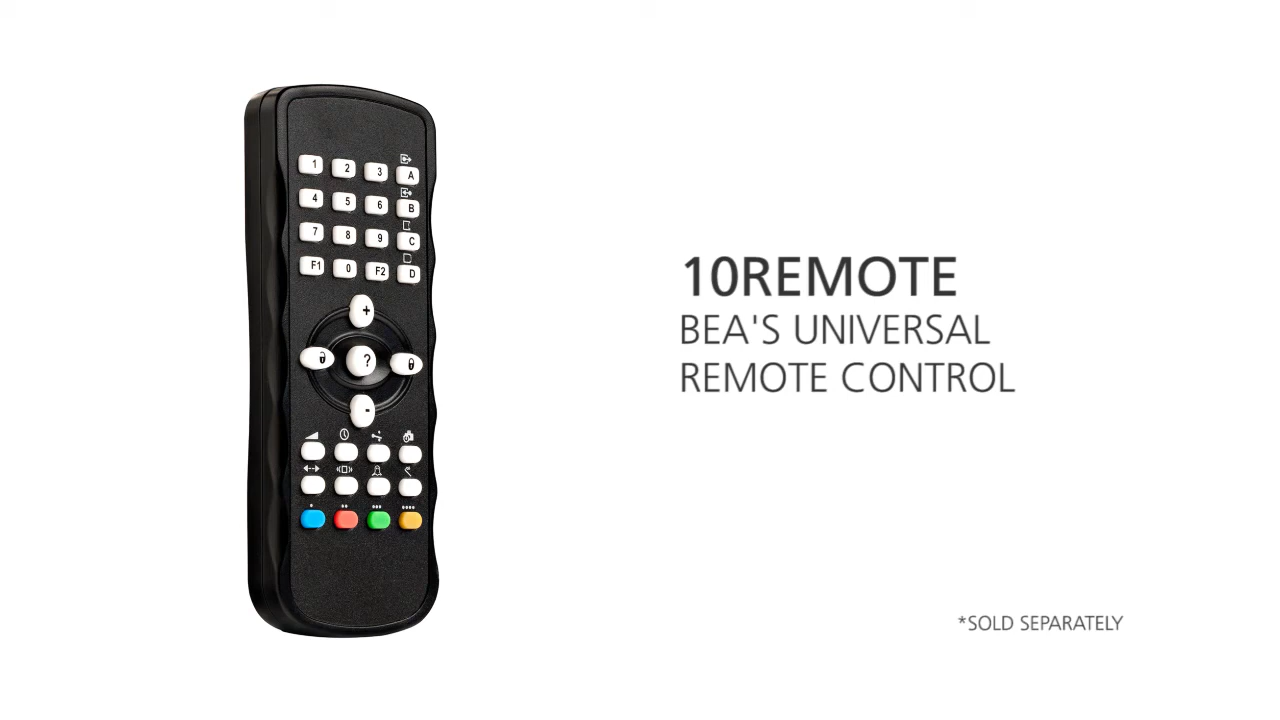 1 2 3 A
4 5 6 B
7 8 9 C
F1 0 F2 D
+
?
-
10REMOTE
BEA'S UNIVERSAL
REMOTE CONTROL
*SOLD SEPARATELY